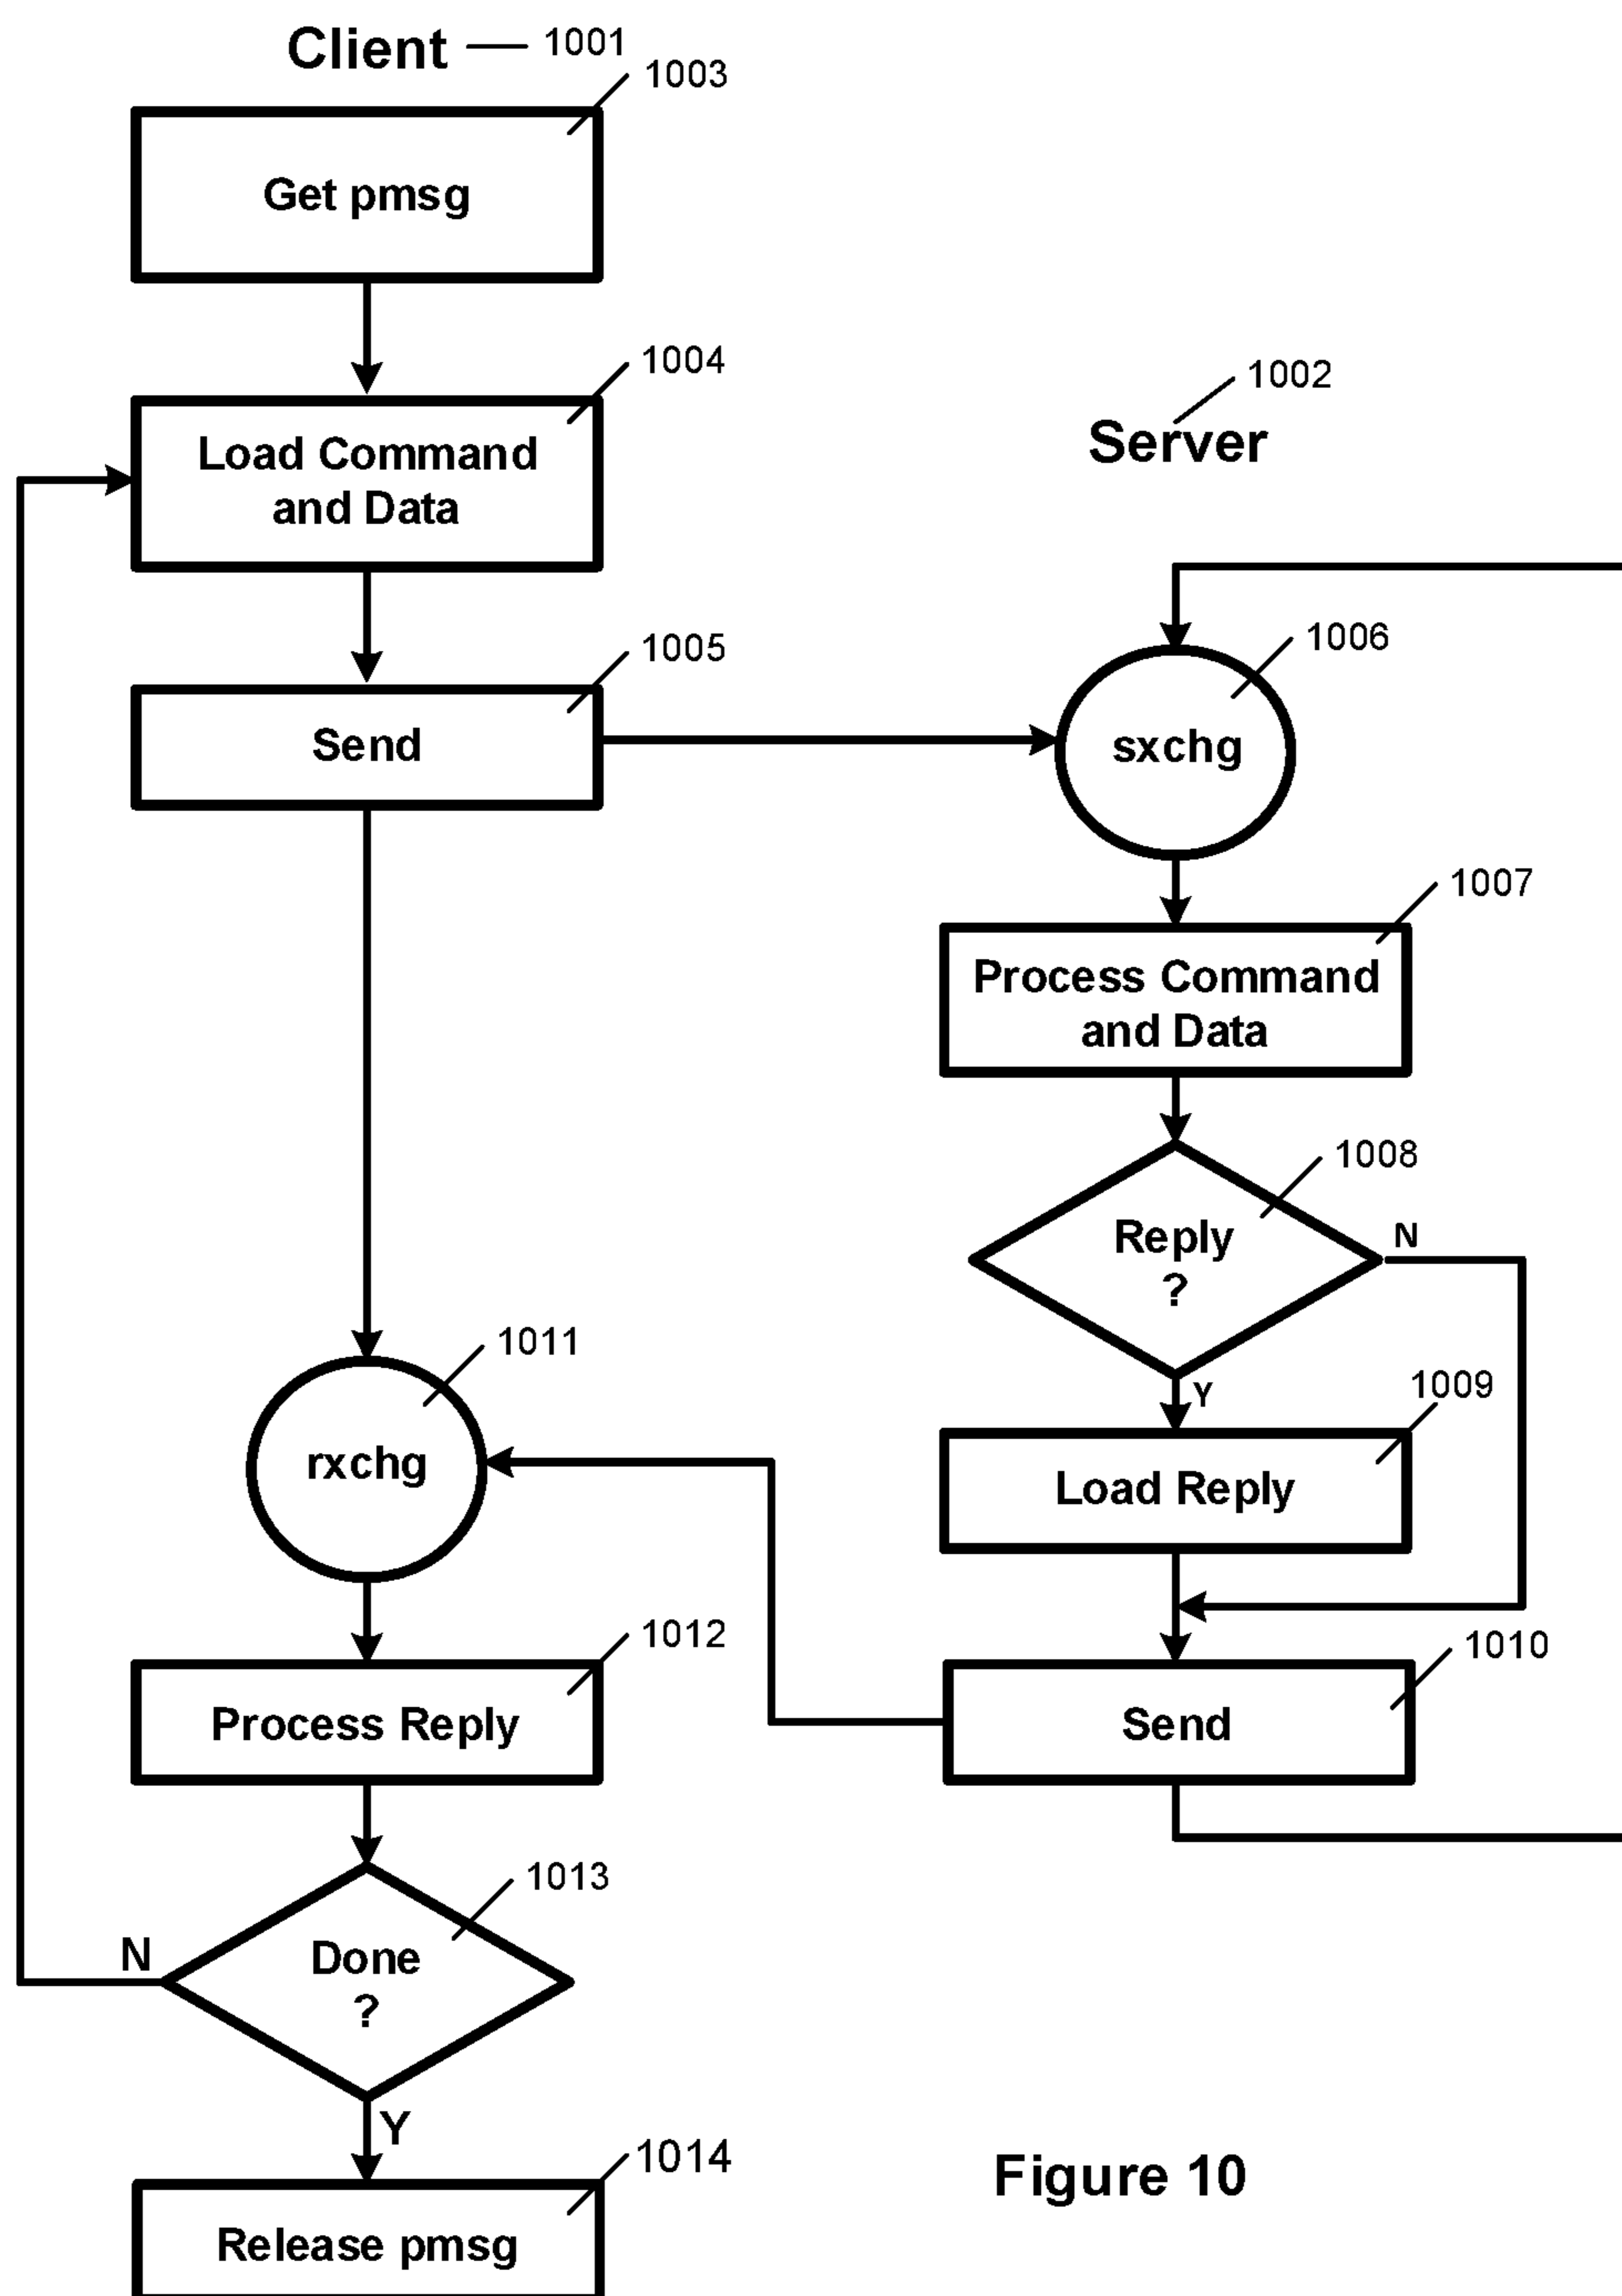 Client
1001
1003
Get pmsg
1004
Load Command
and Data
1002
Server
1005
Send
1006
sxchg
1007
Process Command
and Data
1008
Reply
?
N
Y
1009
Load Reply
1011
rxchg
1010
Send
1012
Process Reply
1013
Done
?
N
Y
1014
Release pmsg
Figure 10